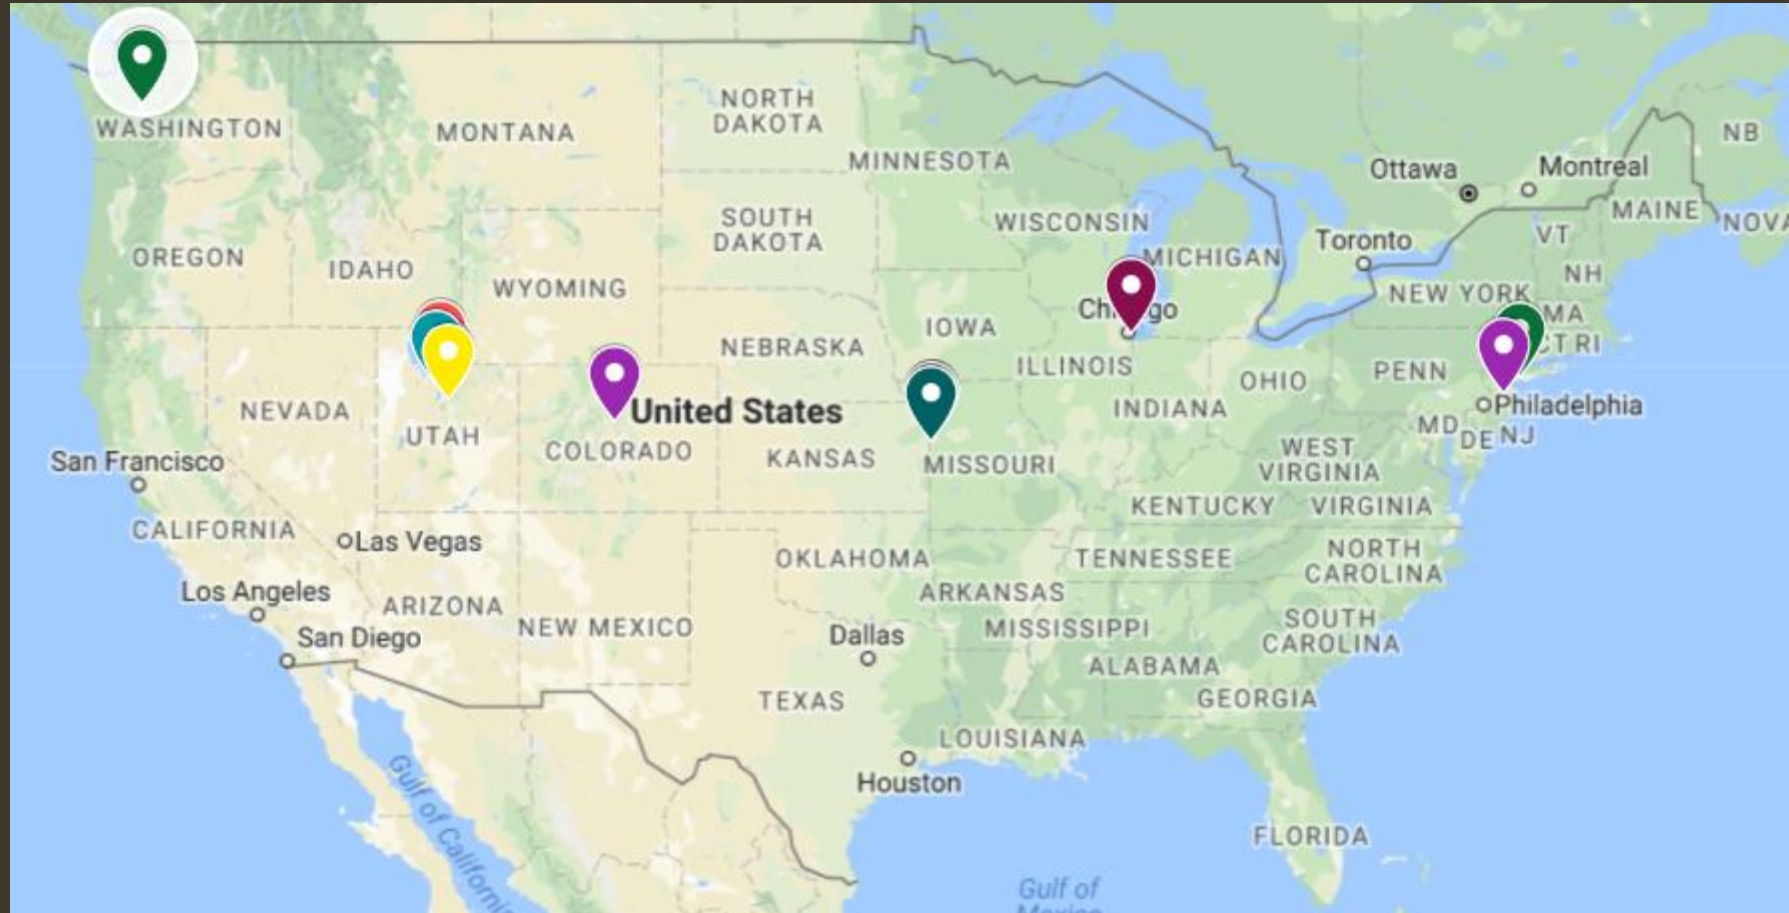 NORTH
DAKOTA
WASHINGTON
MONTANA
NB
MINNESOTA
Ottawa
Montreal
MAINE
NOVA
SOUTH
DAKOTA
WISCONSIN
VT
Toronto
OREGON
IDAHO
MICHIGAN
NH
WYOMING
NEW YORK
MA
IOWA
NEBRASKA
CT RI
ILLINOIS
PENN
OHIO
NEVADA
United States
INDIANA
Philadelphia
UTAH
MD
DE
NJ
COLORADO
KANSAS
MISSOURI
WEST
VIRGINIA
San Francisco
KENTUCKY
VIRGINIA
CALIFORNIA
Las Vegas
OKLAHOMA
TENNESSEE
NORTH
CAROLINA
Los Angeles
ARIZONA
ARKANSAS
NEW MEXICO
San Diego
Dallas
MISSISSIPPI
SOUTH
CAROLINA
ALABAMA
TEXAS
GEORGIA
LOUISIANA
Houston
Gulf of Californi
FLORIDA
Gulf of